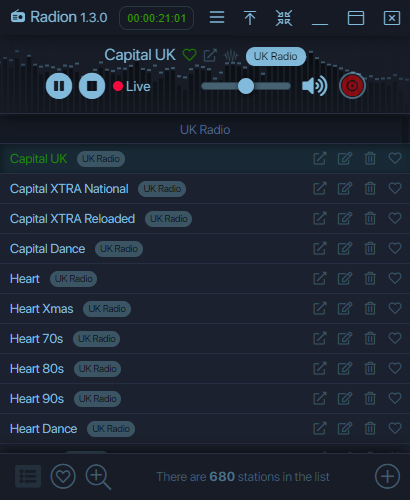 Radion 1.3.0 00:00:21:01
Capital UK UK Radio
Live
UK Radio
Capital UK UK Radio
Capital XTRA National UK Radio
Capital XTRA Reloaded UK Radio
Capital Dance UK Radio
Heart UK Radio
Heart Xmas UK Radio
Heart 70s UK Radio
Heart 80s UK Radio
Heart 90s UK Radio
Heart Dance UK Radio
There are 680 stations in the list